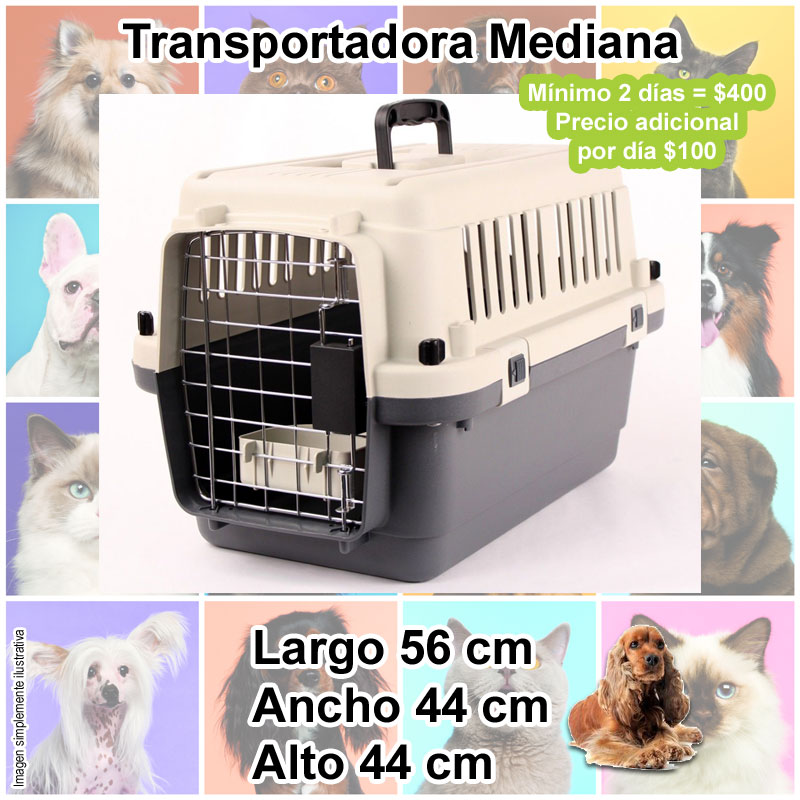 Transportadora Mediana
Mínimo 2 días = $400
Precio adicional
por día $100
Largo 56 cm
Ancho 44 cm
Alto 44 cm
Imagen simplemente ilustrativa